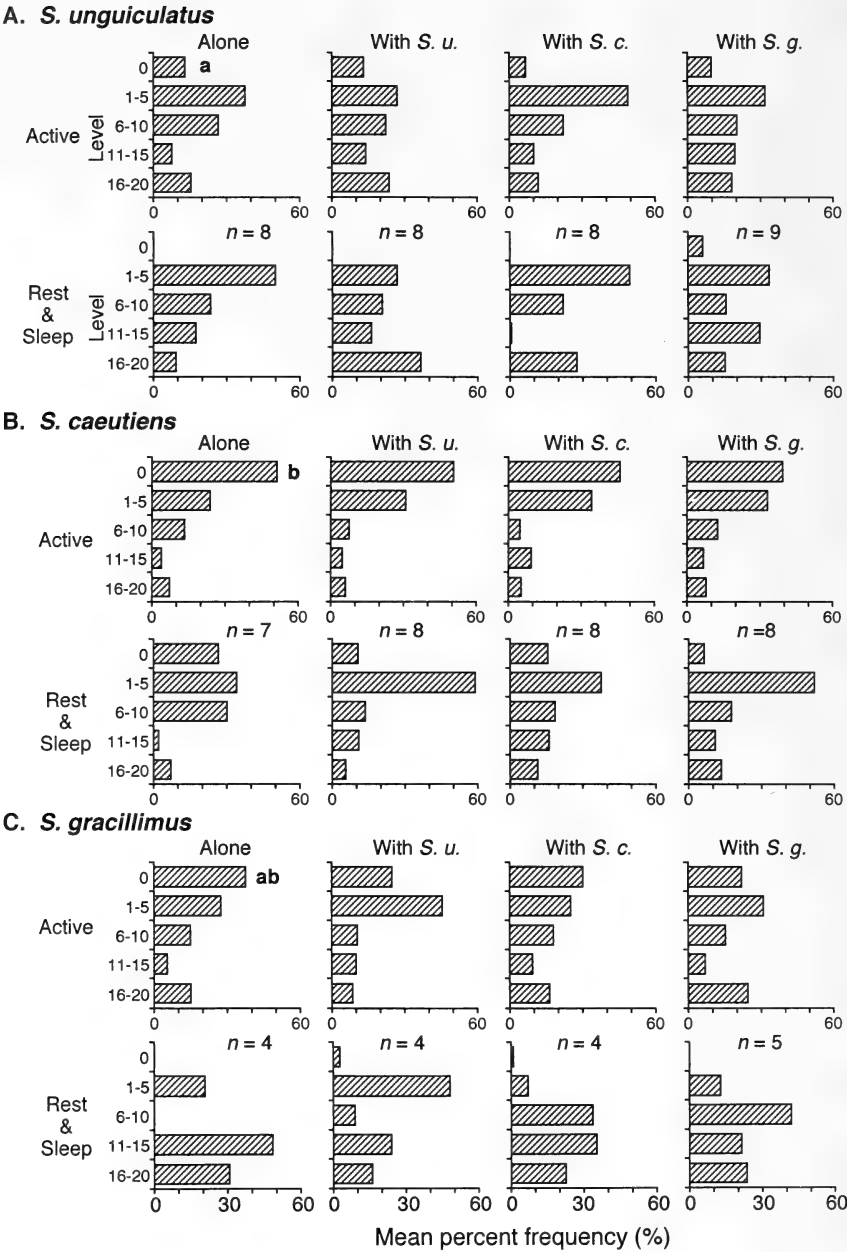 A. S. unguiculatus
Alone With S. u. With S. c. With S. g.
Active
Level
0 a
1-5
6-10
11-15
16-20
0 60 0 60 0 60 0 60
n = 8 n = 8 n = 8 n = 9
Rest
&
Sleep
Level
0
1-5
6-10
11-15
16-20
0 60 0 60 0 60 0 60
B. S. caeutiens
Alone With S. u. With S. c. With S. g.
Active
0 b
1-5
6-10
11-15
16-20
0 60 0 60 0 60 0 60
n = 7 n = 8 n = 8 n =8
Rest
&
Sleep
0
1-5
6-10
11-15
16-20
0 60 0 60 0 60 0 60
C. S. gracillimus
Alone With S. u. With S. c. With S. g.
Active
0 ab
1-5
6-10
11-15
16-20
0 60 0 60 0 60 0 60
n = 4 n = 4 n = 4 n = 5
Rest
&
Sleep
0
1-5
6-10
11-15
16-20
0 30 60 0 30 60 0 30 60 0 30 60
Mean percent frequency (%)